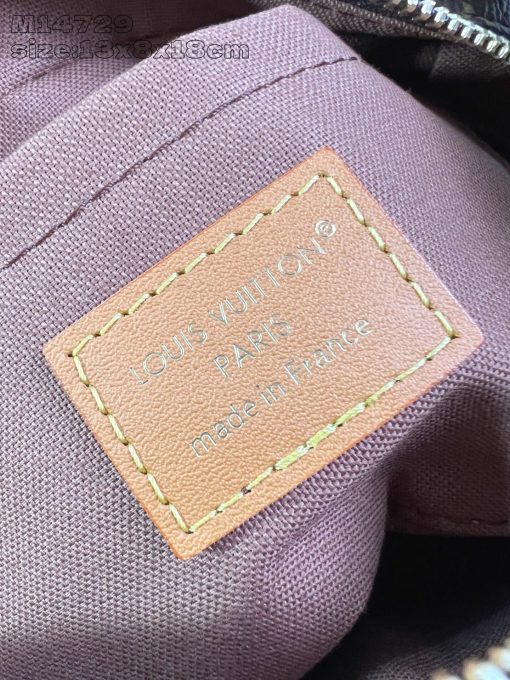 M14729
size:13x8x18cm
LOUIS VUITTON®
PARIS
made in France